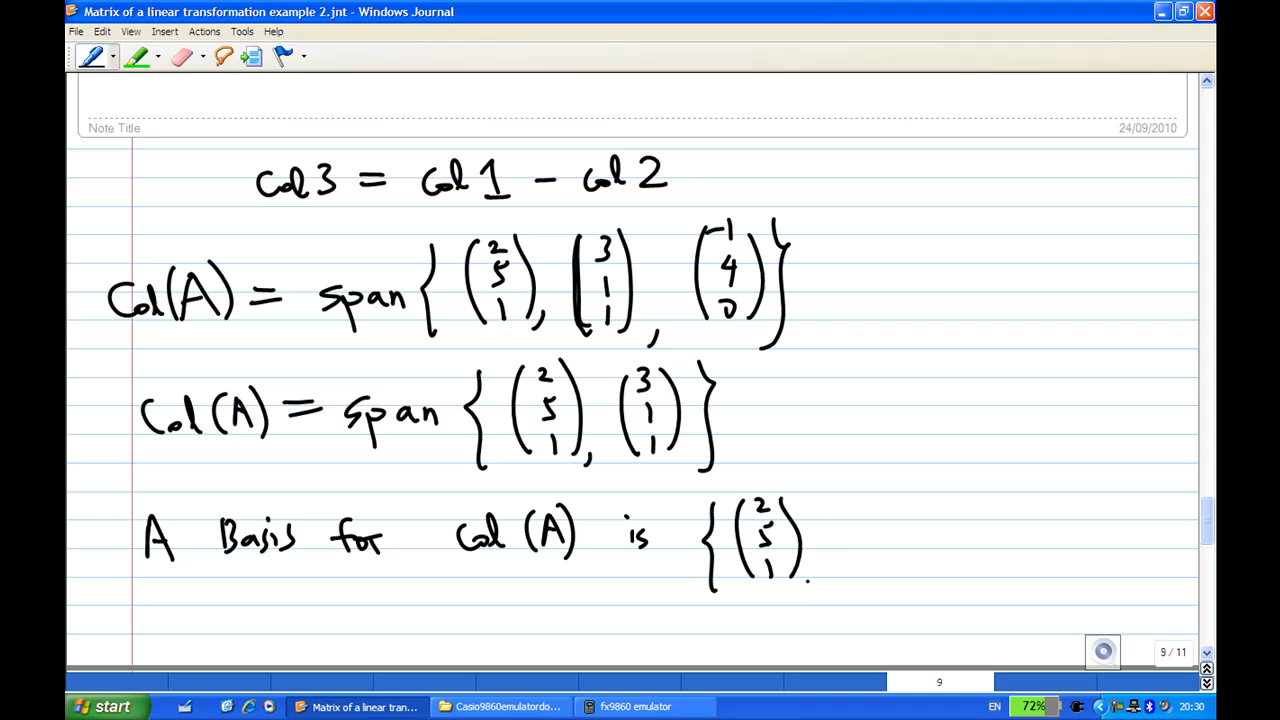 Matrix of a linear transformation example 2.jnt - Windows Journal
File Edit View Insert Actions Tools Help
Note Title
24/09/2010
Col 3 = Col 1 - Col 2
Col(A) = span { (2 5 1), (3 1 1), (-1 4 0) }
Col(A) = span { (2 5 1), (3 1 1) }
A Basis for Col (A) is { (2 5 1)
9 / 11
9
start
Matrix of a linear tran...
Casio9860emulatordo...
fx9860 emulator
EN
72%
20:30